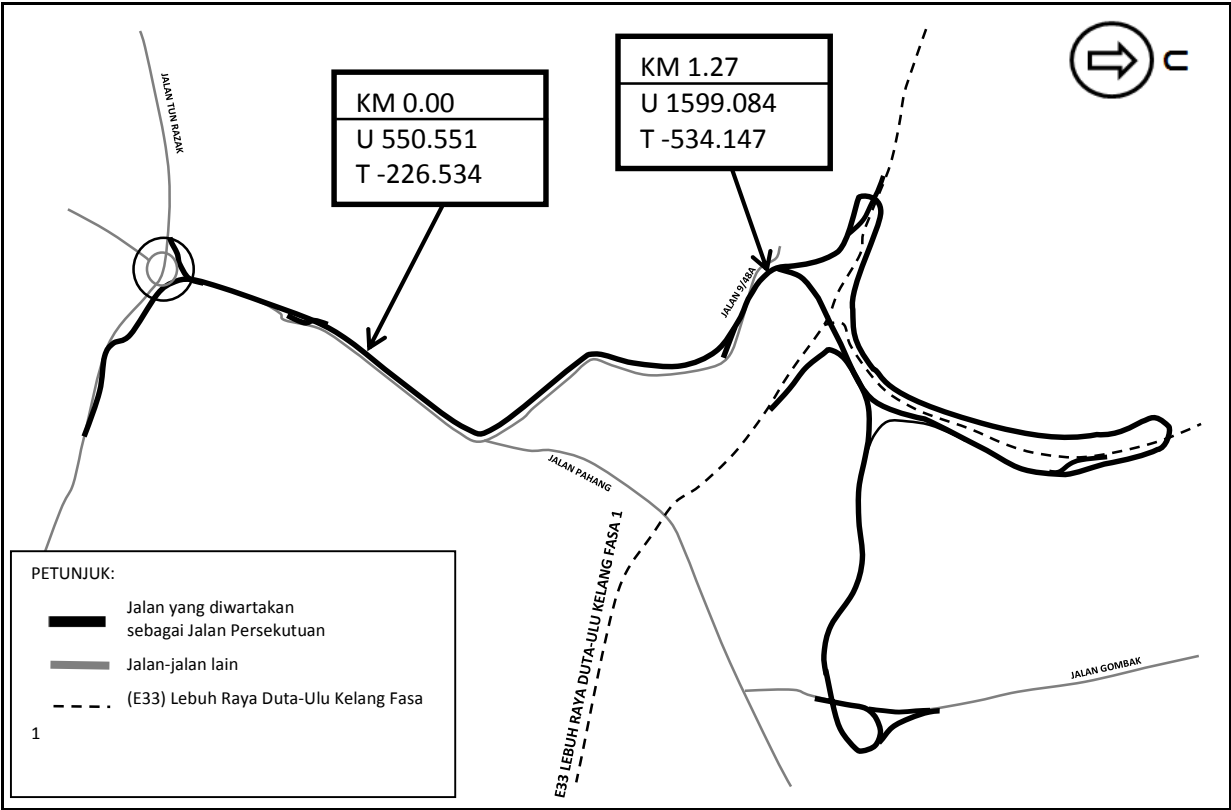 KM 0.00
U 550.551
T -226.534
KM 1.27
U 1599.084
T -534.147
U
JALAN TUN RAZAK
JALAN 9/48A
JALAN PAHANG
E33 LEBUH RAYA DUTA-ULU KELANG FASA 1
JALAN GOMBAK
PETUNJUK:
Jalan yang diwartakan
sebagai Jalan Persekutuan
Jalan-jalan lain
(E33) Lebuh Raya Duta-Ulu Kelang Fasa
1